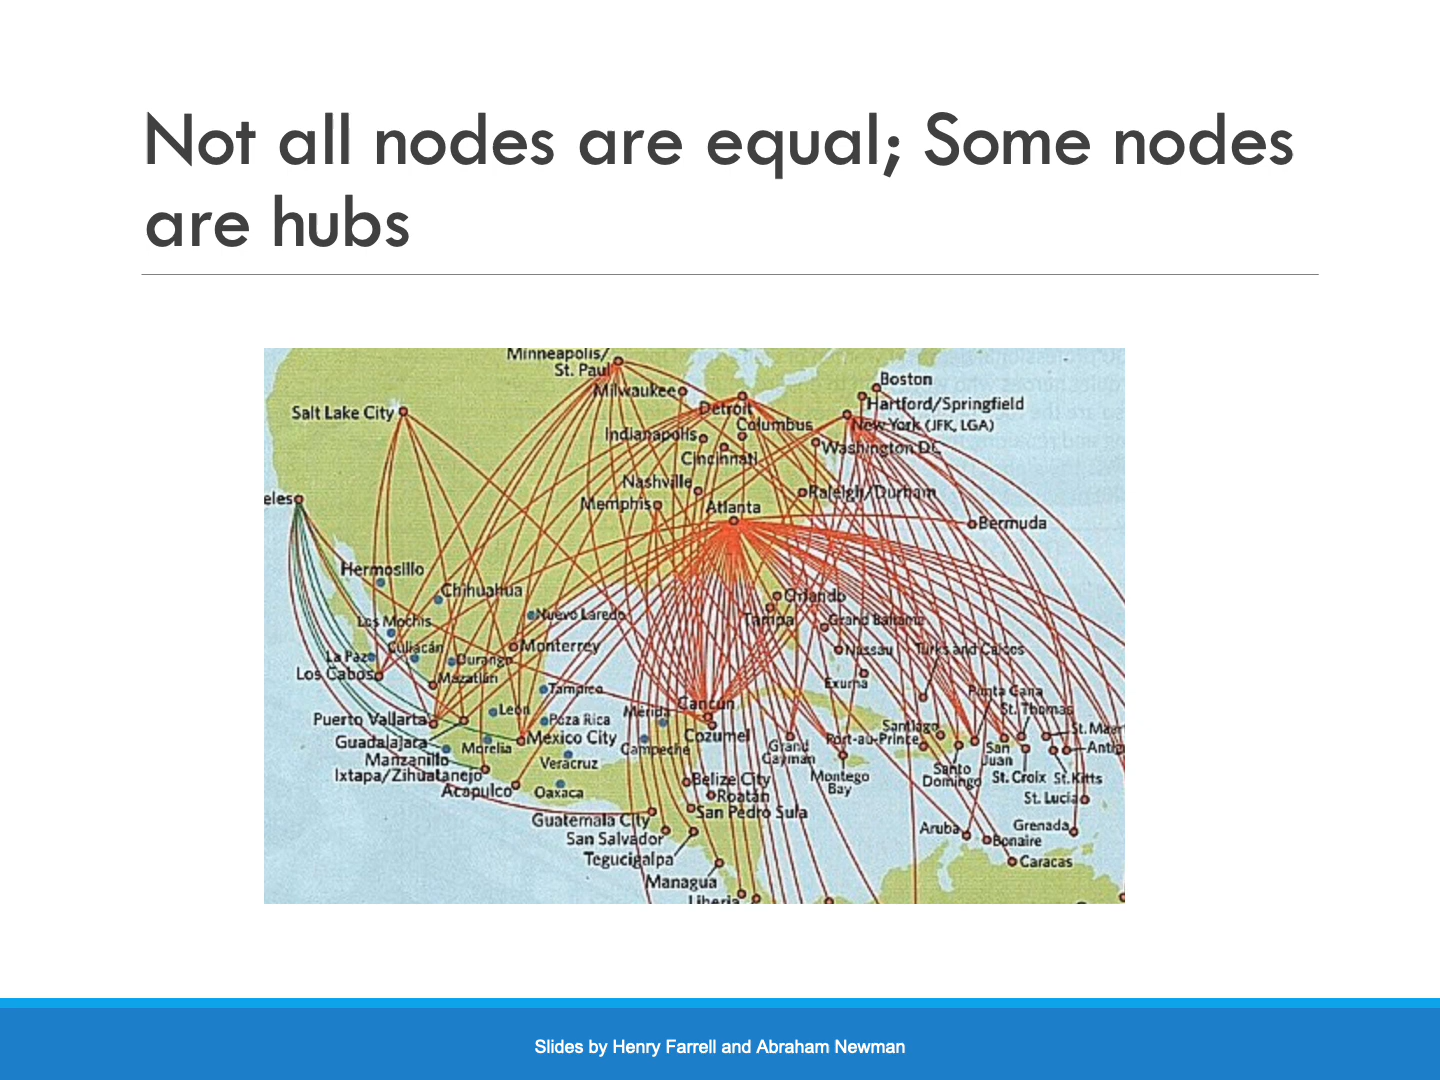 Not all nodes are equal; Some nodes
are hubs
Minneapolis/
St. Paul
Milwaukee
Boston
Detroit
Hartford/Springfield
Salt Lake City
Columbus
New York (JFK, LGA)
Indianapolis
Washington DC
Cincinnati
Nashville
Raleigh/Durham
eles
Memphis
Atlanta
Bermuda
Hermosillo
Chihuahua
Orlando
Nuevo Laredo
Los Mochis
Tampa
Grand Bahama
Culiacán
Monterrey
Nassau
Turks and Caicos
La Paz
Durango
Los Cabos
Mazatlán
Exuma
Tampico
Punta Cana
León
Mérida
Cancún
St. Thomas
Puerto Vallarta
Poza Rica
Santiago
St. Maar
Guadalajara
Morelia
Mexico City
Campeche
Cozumel
Grand
Cayman
Port-au-Prince
San
Juan
Anti
Manzanillo
Veracruz
Ixtapa/Zihuatanejo
Belize City
Montego
Bay
Santo
Domingo
St. Croix
St. Kitts
Acapulco
Oaxaca
Roatán
St. Lucia
Guatemala City
San Pedro Sula
San Salvador
Aruba
Grenada
Bonaire
Tegucigalpa
Caracas
Managua
Liberia
Slides by Henry Farrell and Abraham Newman